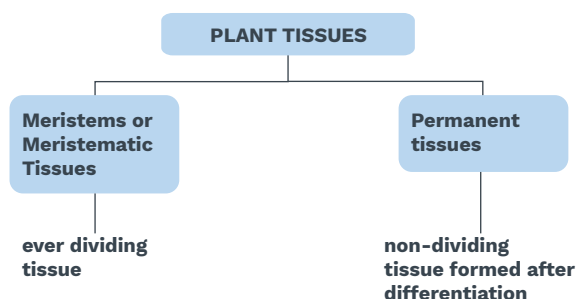 PLANT TISSUES
Meristems or
Meristematic
Tissues
ever dividing
tissue
Permanent
tissues
non-dividing
tissue formed after
differentiation